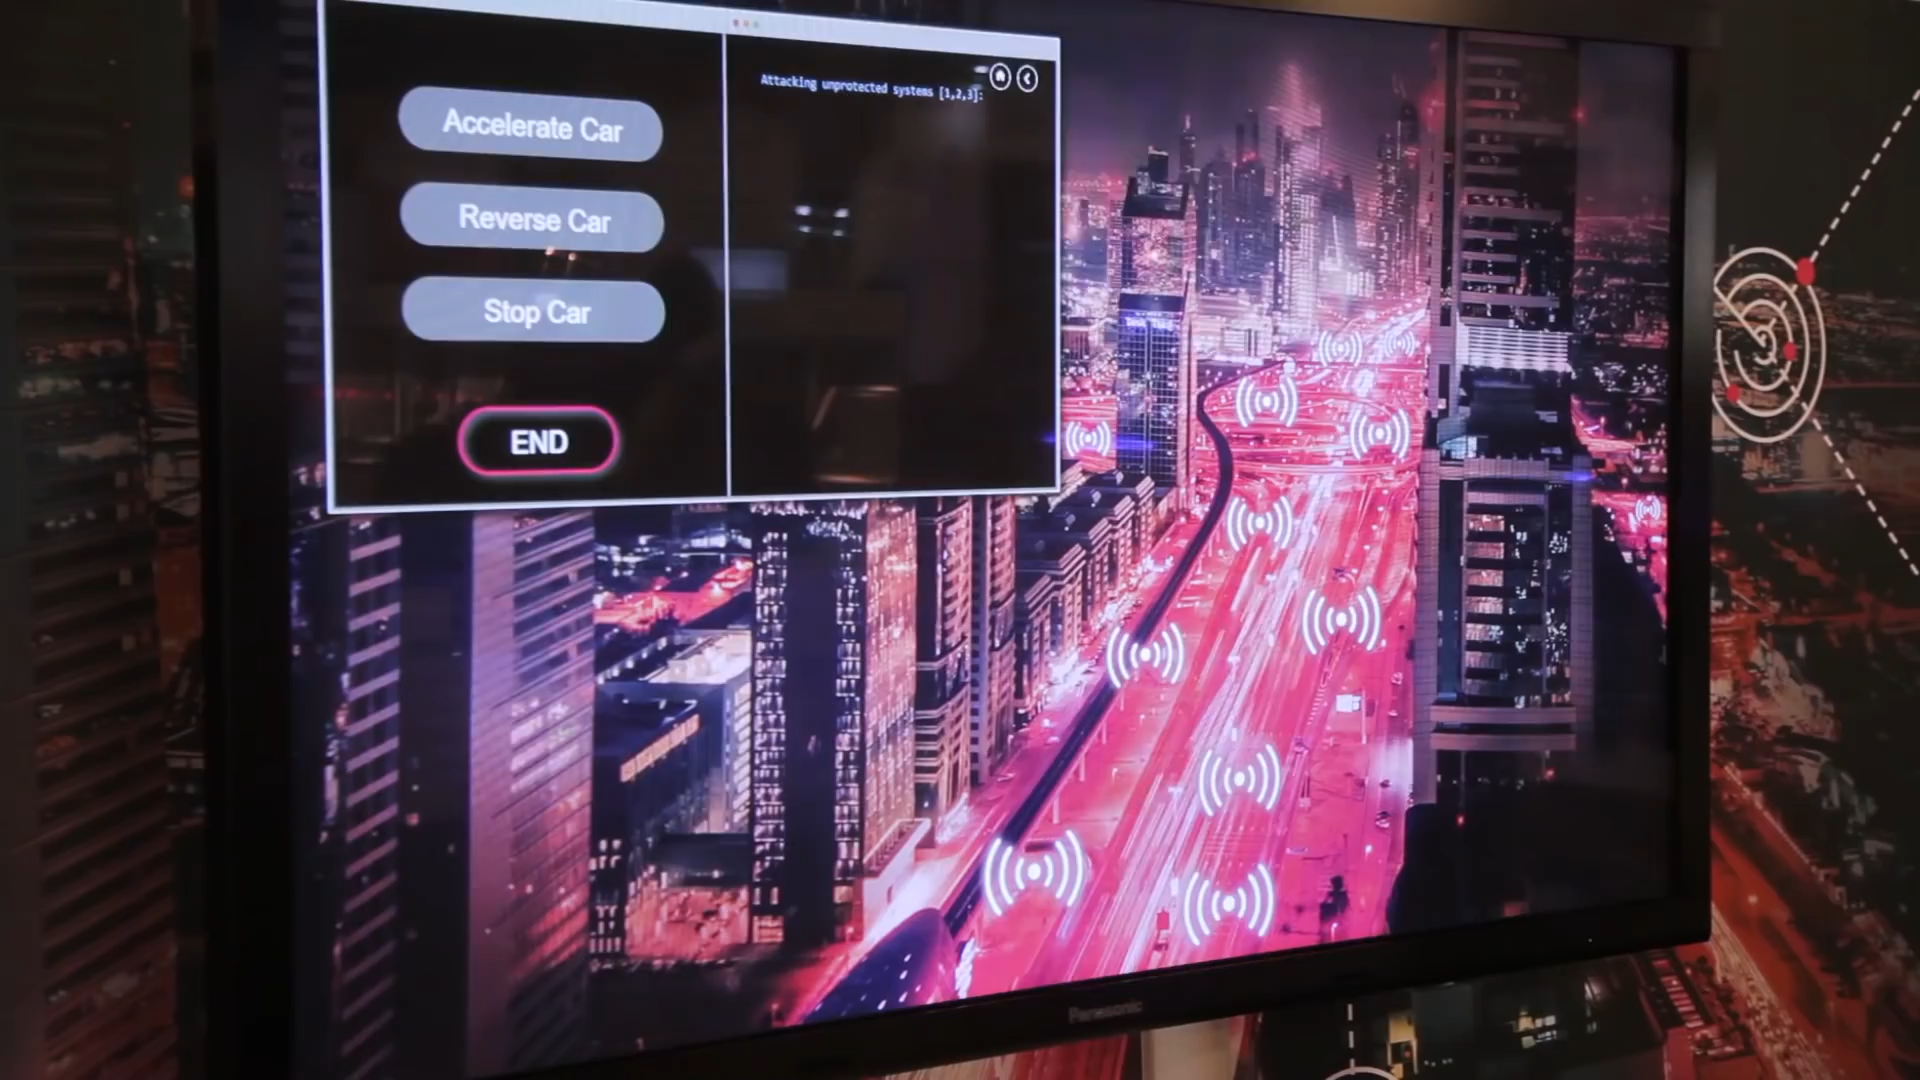 Accelerate Car
Reverse Car
Stop Car
END
Attacking unprotected systems [1,2,3]:
Panasonic